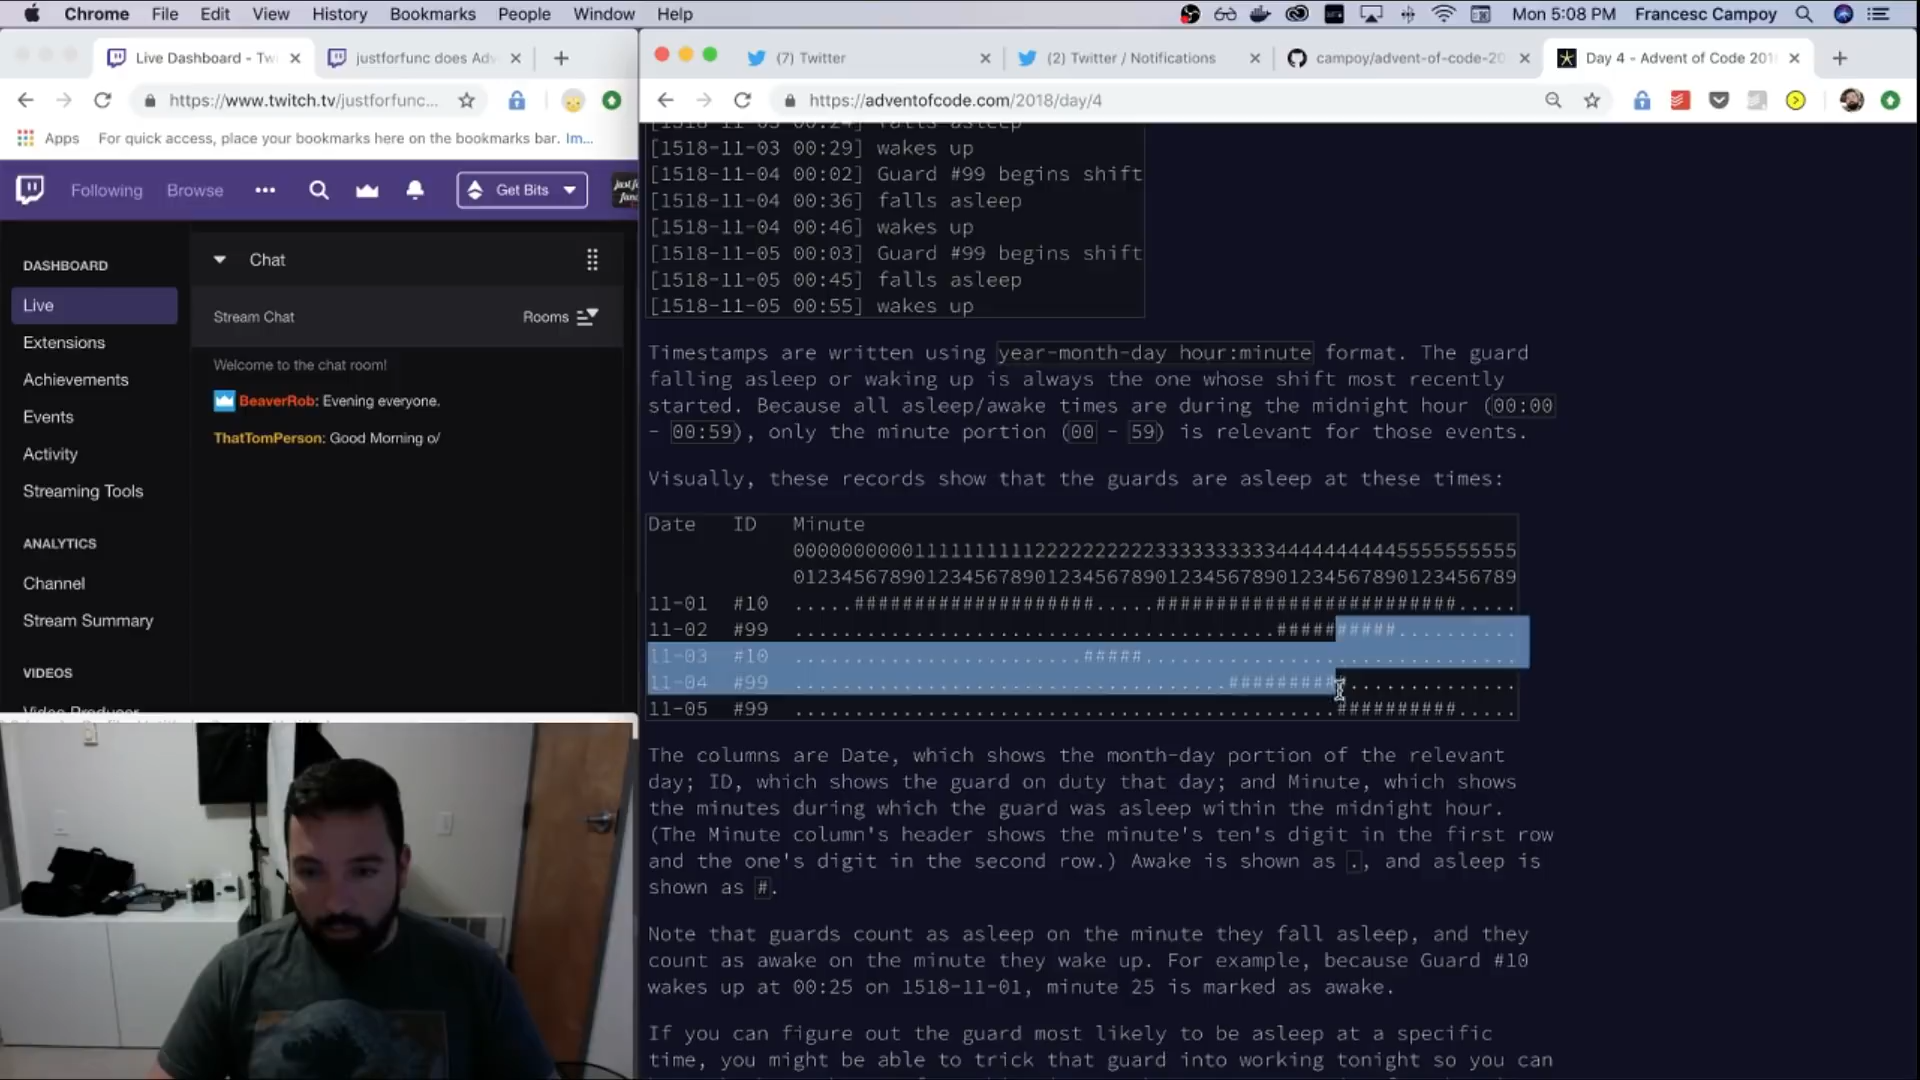 Chrome File Edit View History Bookmarks People Window Help Mon 5:08 PM Francesc Campoy
Live Dashboard - Twi
justforfunc does Adv
https://www.twitch.tv/justforfunc...
Apps For quick access, place your bookmarks here on the bookmarks bar. Im...
Following Browse Get Bits
DASHBOARD
Live
Extensions
Achievements
Events
Activity
Streaming Tools
ANALYTICS
Channel
Stream Summary
VIDEOS
Chat
Stream Chat Rooms
Welcome to the chat room!
BeaverRob: Evening everyone.
ThatTomPerson: Good Morning o/
(7) Twitter
(2) Twitter / Notifications
campoy/advent-of-code-20
Day 4 - Advent of Code 201
https://adventofcode.com/2018/day/4
[1518-11-03 00:24] falls asleep
[1518-11-03 00:29] wakes up
[1518-11-04 00:02] Guard #99 begins shift
[1518-11-04 00:36] falls asleep
[1518-11-04 00:46] wakes up
[1518-11-05 00:03] Guard #99 begins shift
[1518-11-05 00:45] falls asleep
[1518-11-05 00:55] wakes up
Timestamps are written using year-month-day hour:minute format. The guard
falling asleep or waking up is always the one whose shift most recently
started. Because all asleep/awake times are during the midnight hour (00:00
- 00:59), only the minute portion (00 - 59) is relevant for those events.
Visually, these records show that the guards are asleep at these times:
Date ID Minute
000000000011111111112222222222333333333344444444445555555555
012345678901234567890123456789012345678901234567890123456789
11-01 #10 .....####################.....#########################.....
11-02 #99 ........................................##########..........
11-03 #10 ........................#####...............................
11-04 #99 ....................................##########..............
11-05 #99 .............................................##########.....
The columns are Date, which shows the month-day portion of the relevant
day; ID, which shows the guard on duty that day; and Minute, which shows
the minutes during which the guard was asleep within the midnight hour.
(The Minute column's header shows the minute's ten's digit in the first row
and the one's digit in the second row.) Awake is shown as ., and asleep is
shown as #.
Note that guards count as asleep on the minute they fall asleep, and they
count as awake on the minute they wake up. For example, because Guard #10
wakes up at 00:25 on 1518-11-01, minute 25 is marked as awake.
If you can figure out the guard most likely to be asleep at a specific
time, you might be able to trick that guard into working tonight so you can